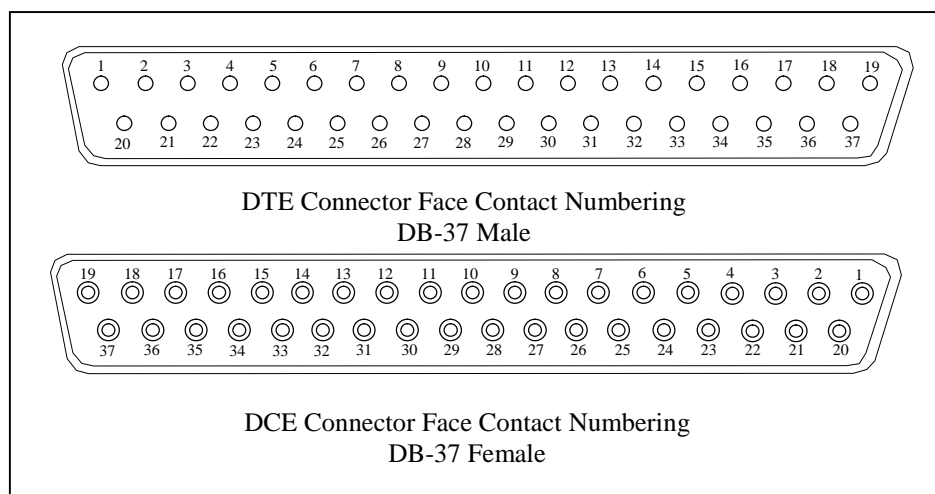 1 2 3 4 5 6 7 8 9 10 11 12 13 14 15 16 17 18 19
20 21 22 23 24 25 26 27 28 29 30 31 32 33 34 35 36 37
DTE Connector Face Contact Numbering
DB-37 Male
19 18 17 16 15 14 13 12 11 10 9 8 7 6 5 4 3 2 1
37 36 35 34 33 32 31 30 29 28 27 26 25 24 23 22 21 20
DCE Connector Face Contact Numbering
DB-37 Female